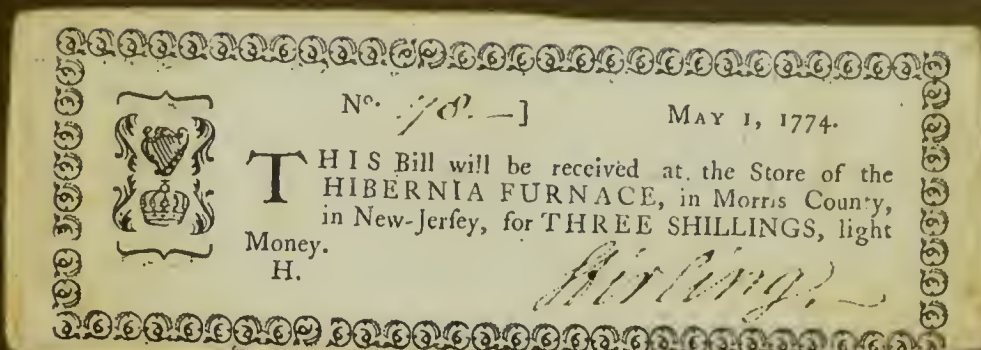 Nº. 78. — ]
MAY 1, 1774.
THIS Bill will be received at the Store of the
HIBERNIA FURNACE, in Morris County,
in New-Jerſey, for THREE SHILLINGS, light
Money.
H.
Stirling,